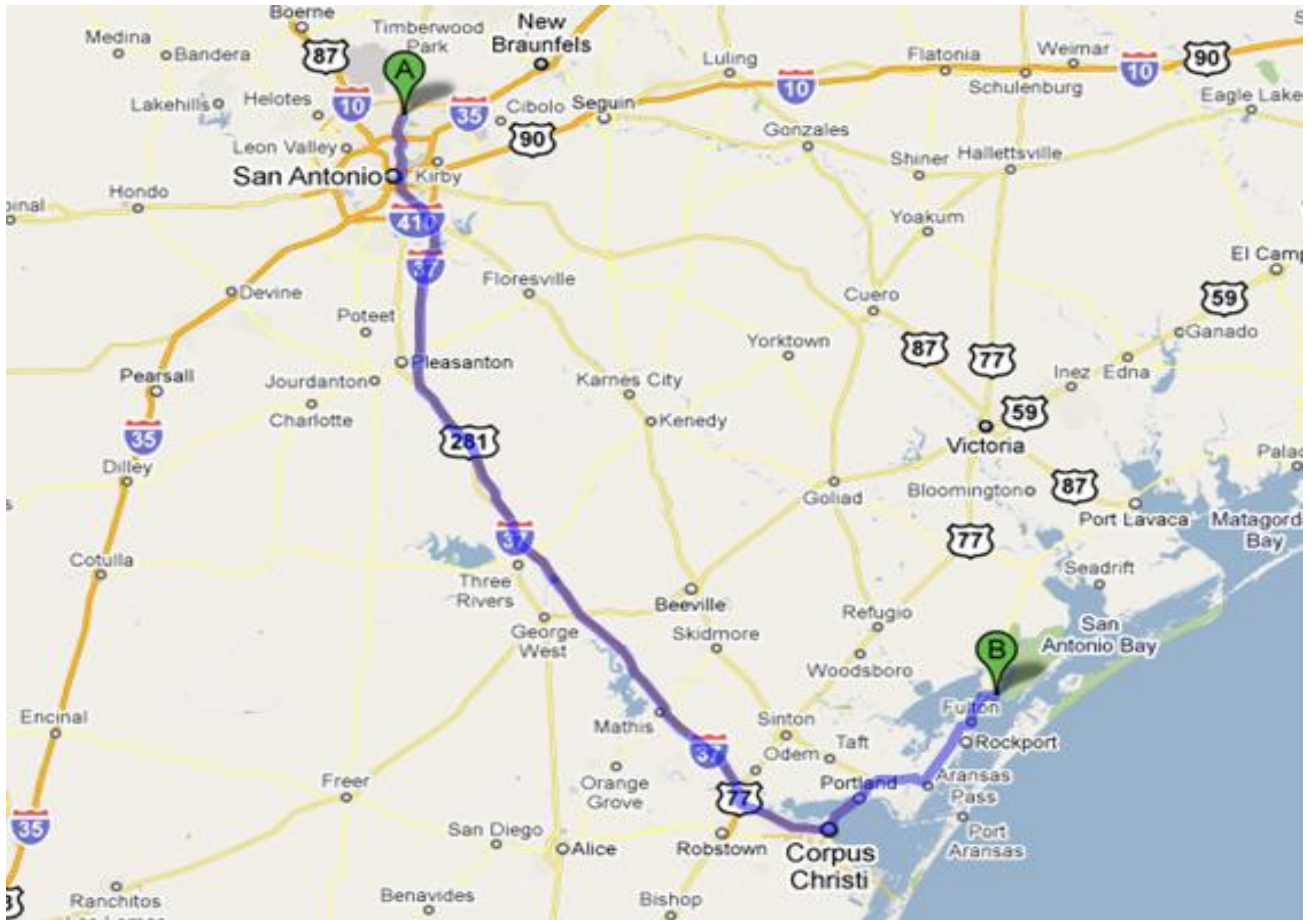 Boerne
Timberwood
Park
New
Braunfels
Medina
Bandera
87
A
Luling
Flatonia
Weimar
90
10
10
Schulenburg
Lakehills
Helotes
10
35
Cibolo
Seguin
Eagle Lake
Leon Valley
90
Gonzales
Shiner
Hallettsville
San Antonio
Kirby
Hondo
410
Yoakum
37
Floresville
El Camp
Devine
Cuero
59
Poteet
Ganado
Yorktown
87
77
Pleasanton
Inez
Edna
Pearsall
Jourdanton
Karnes City
Charlotte
Kenedy
59
35
281
Victoria
Dilley
Goliad
Bloomington
87
Port Lavaca
Matagord
Bay
37
77
Cotulla
Three
Rivers
Seadrift
Beeville
George
West
Refugio
Skidmore
San
Antonio Bay
B
Woodsboro
Encinal
Mathis
Sinton
Fulton
37
Odem
Taft
Rockport
Freer
Orange
Grove
Portland
Aransas
Pass
77
35
San Diego
Alice
Robstown
Corpus
Christi
Port
Aransas
Ranchitos
Benavides
Bishop